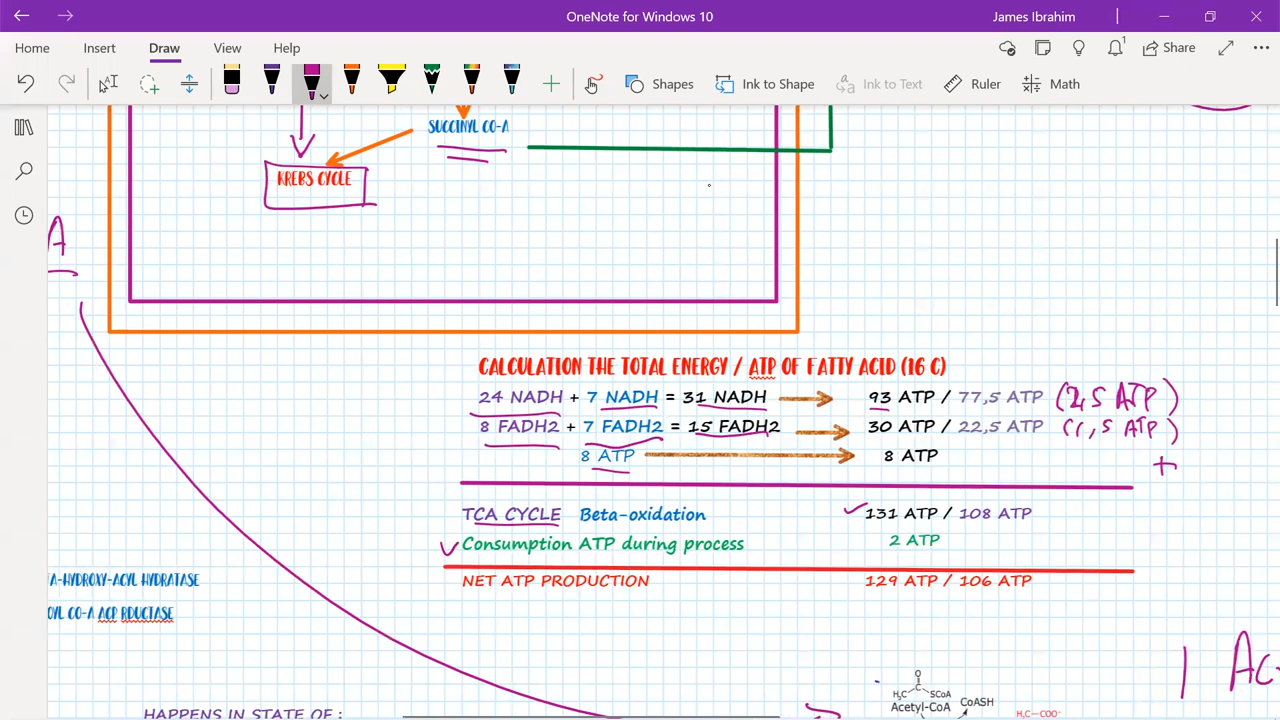 OneNote for Windows 10
James Ibrahim
Home Insert Draw View Help
Share
Shapes Ink to Shape Ink to Text Ruler Math
SUCCINYL CO-A
KREBS CYCLE
A
CALCULATION THE TOTAL ENERGY / ATP OF FATTY ACID (16 C)
24 NADH + 7 NADH = 31 NADH 93 ATP / 77,5 ATP (2,5 ATP)
8 FADH2 + 7 FADH2 = 15 FADH2 30 ATP / 22,5 ATP (1,5 ATP)
8 ATP 8 ATP
+
TCA CYCLE Beta-oxidation 131 ATP / 108 ATP
Consumption ATP during process 2 ATP
NET ATP PRODUCTION 129 ATP / 106 ATP
A-HYDROXY-ACYL HYDRATASE
OYL CO-A ACP RDUCTASE
1 Ac
HAPPENS IN STATE OF :
O
H₃C SCoA
Acetyl-CoA
CoASH
H₂C—COO⁻